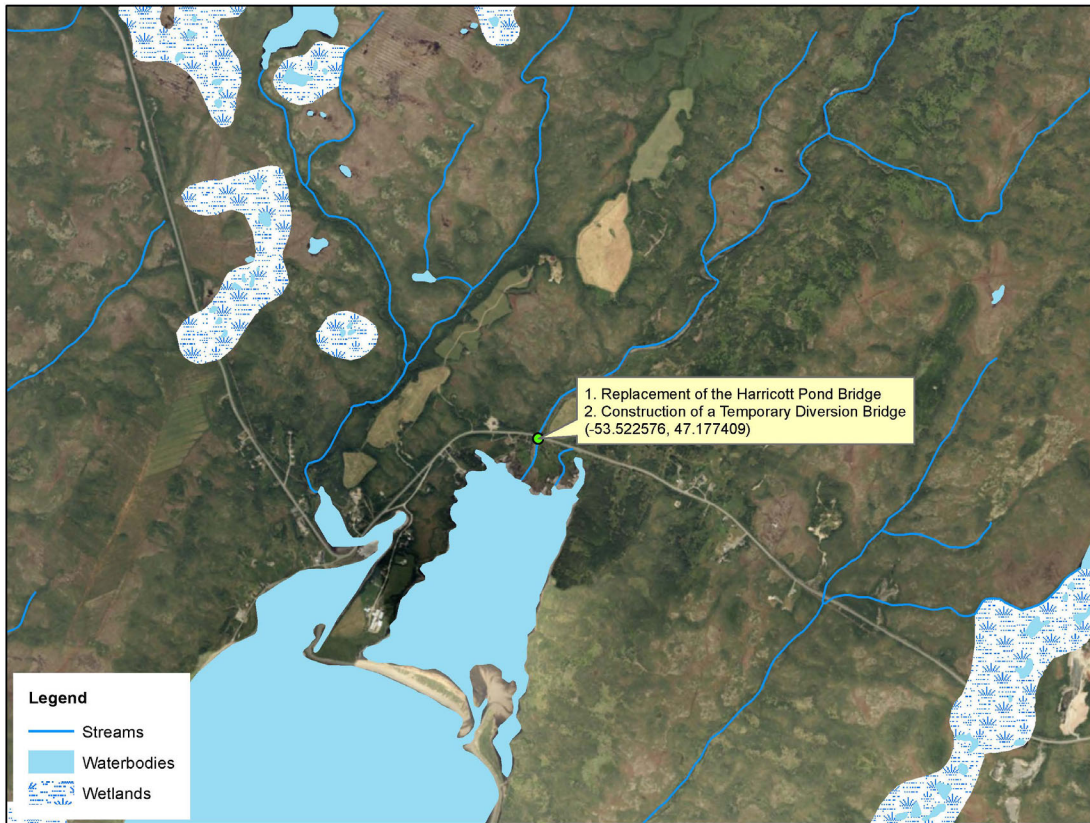 1. Replacement of the Harricott Pond Bridge
2. Construction of a Temporary Diversion Bridge
(-53.522576, 47.177409)
Legend
Streams
Waterbodies
Wetlands